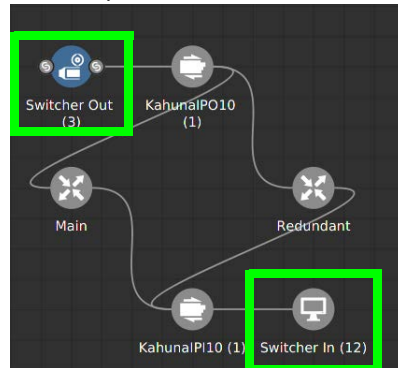 Switcher Out
(3)
KahunaIPO10
(1)
Main
Redundant
KahunaIPI10 (1)
Switcher In (12)